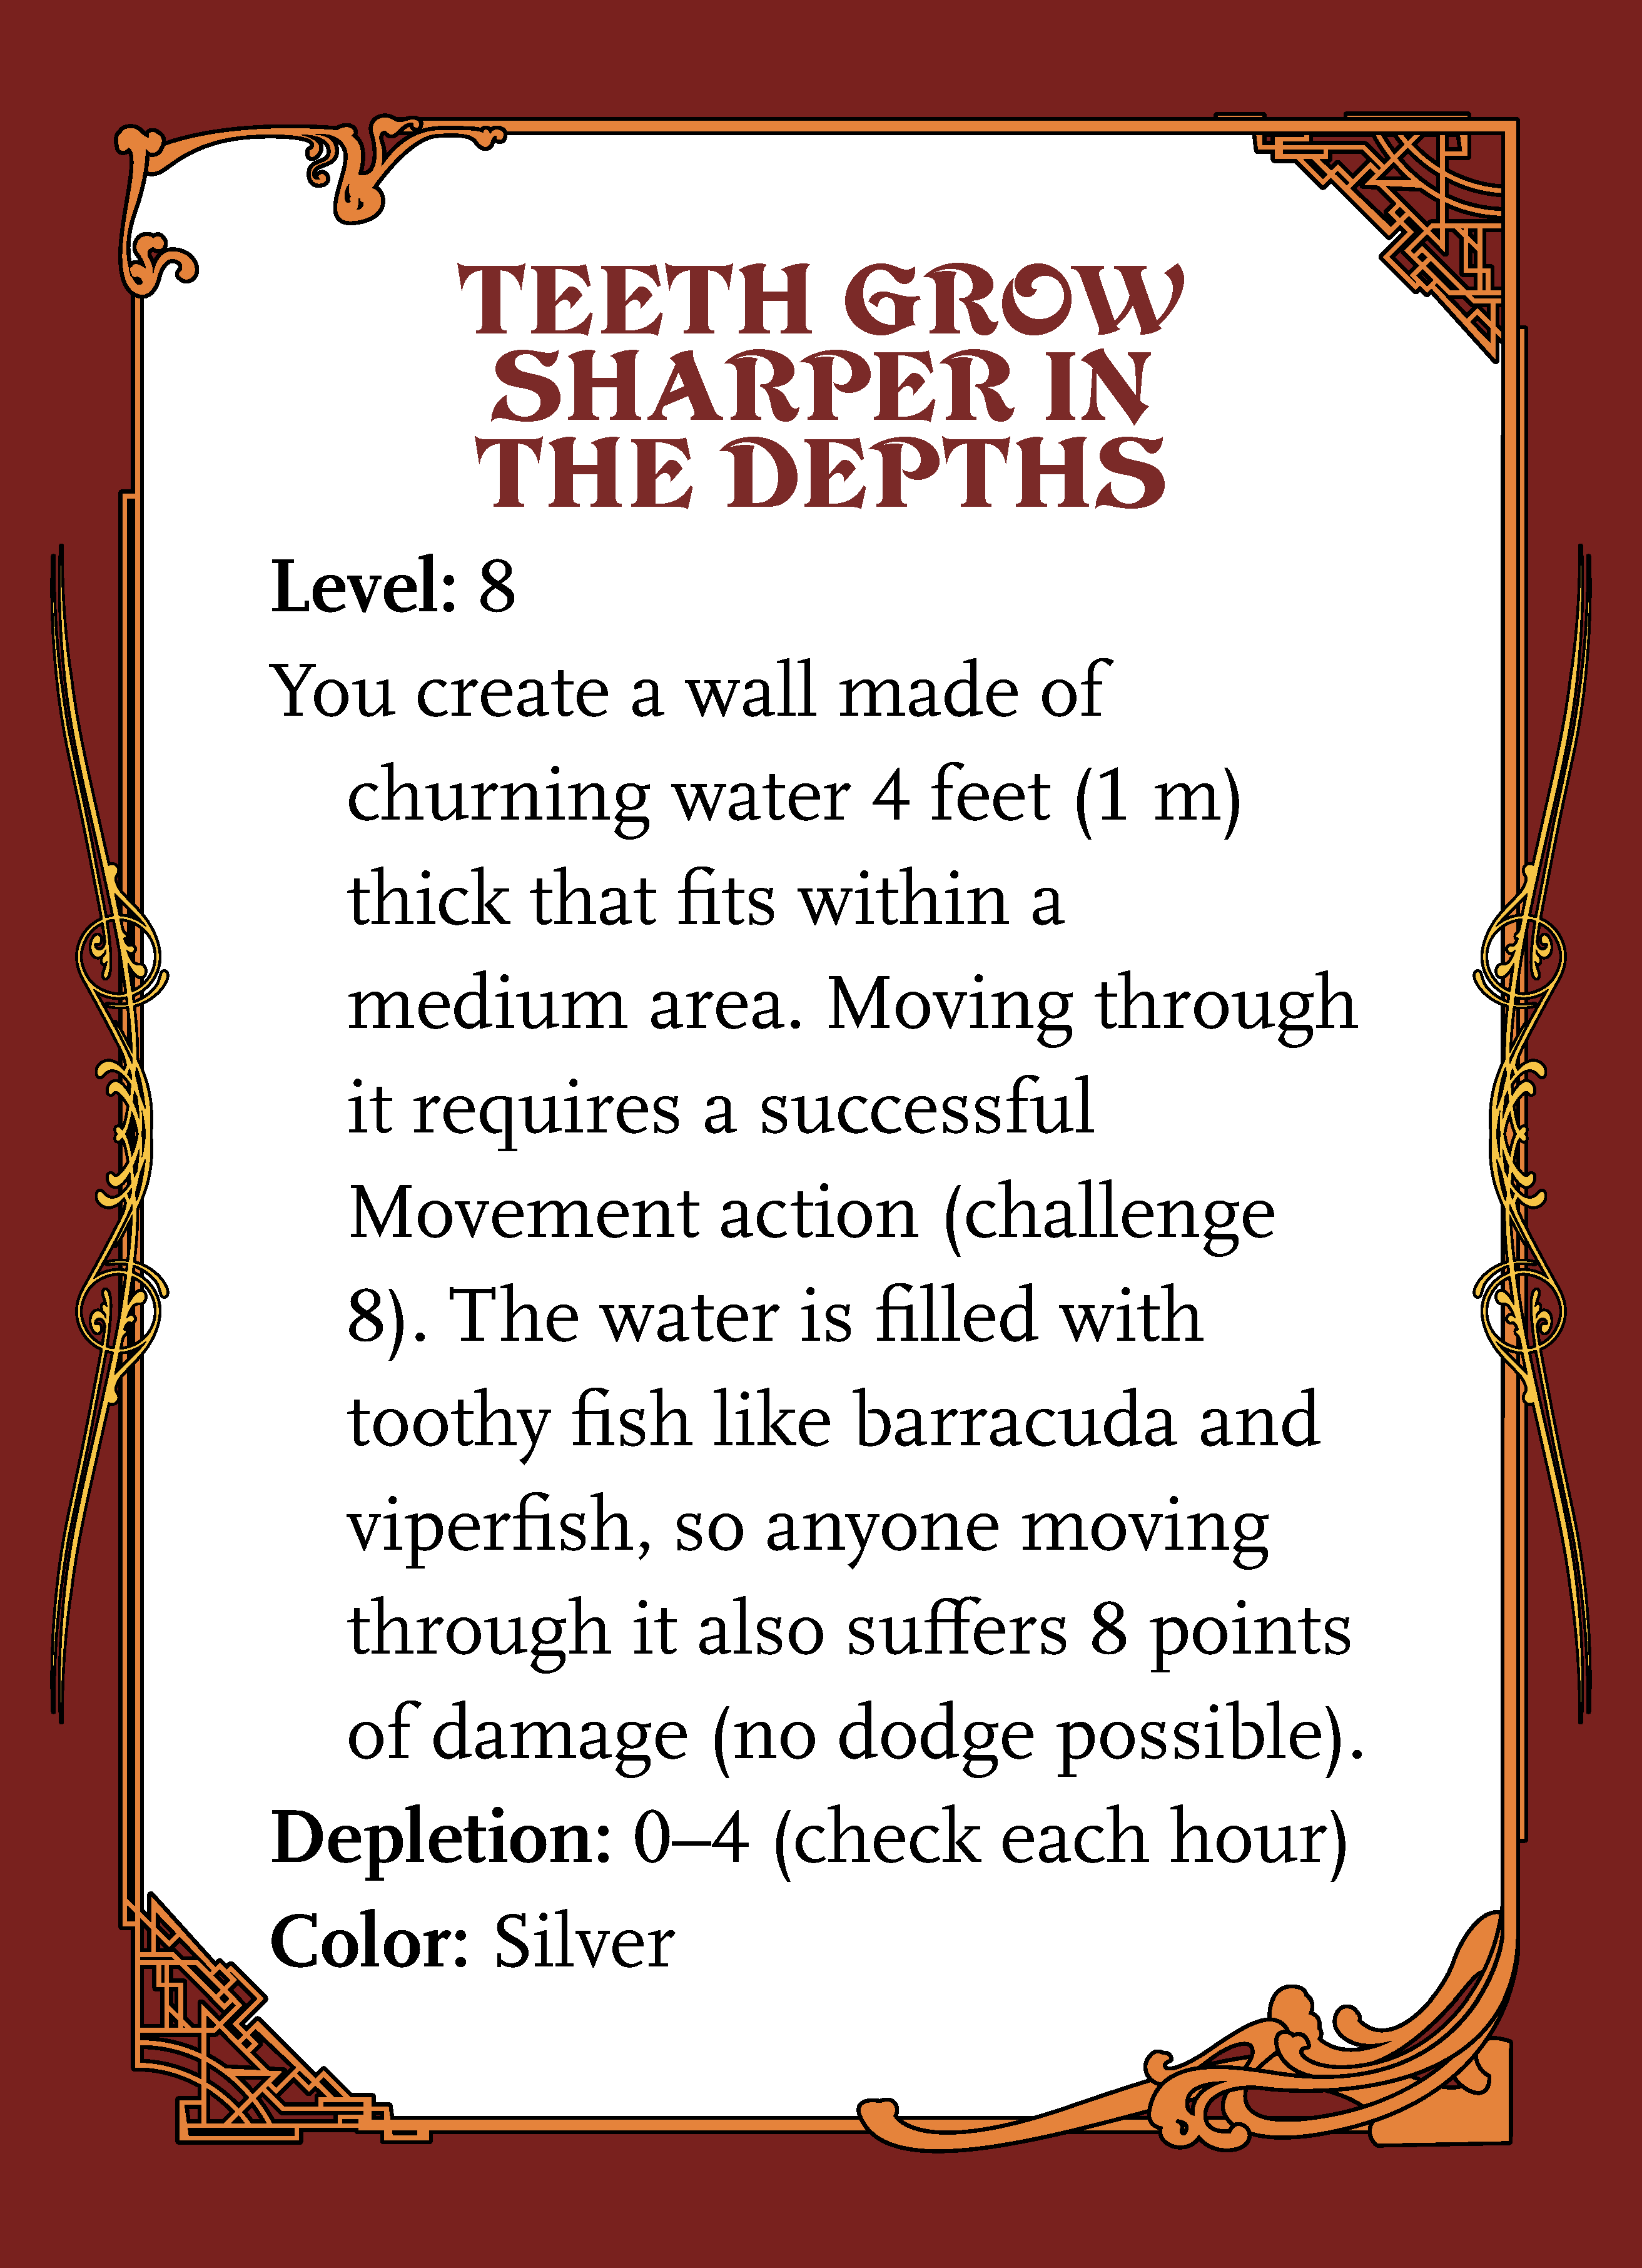 TEETH GROW
SHARPER IN
THE DEPTHS
Level: 8
You create a wall made of
churning water 4 feet (1 m)
thick that fits within a
medium area. Moving through
it requires a successful
Movement action (challenge
8). The water is filled with
toothy fish like barracuda and
viperfish, so anyone moving
through it also suffers 8 points
of damage (no dodge possible).
Depletion: 0–4 (check each hour)
Color: Silver